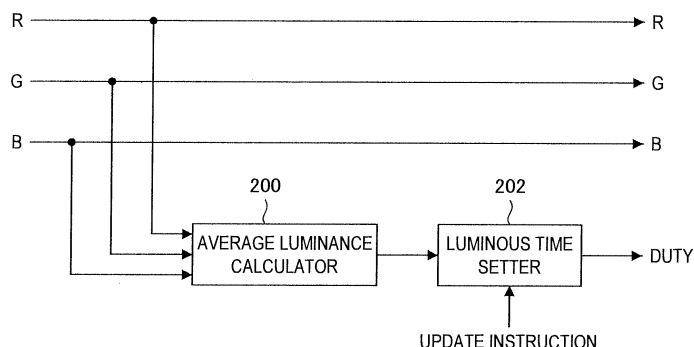 R
R
G
G
B
B
200
202
AVERAGE LUMINANCE
CALCULATOR
LUMINOUS TIME
SETTER
DUTY
UPDATE INSTRUCTION